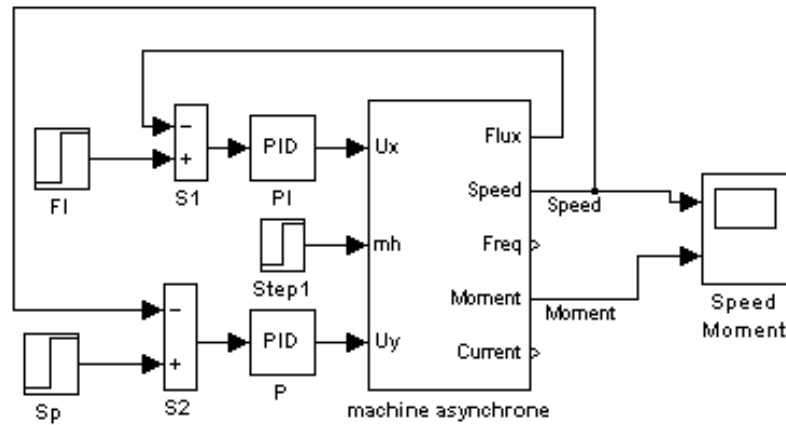 −
+
PID
Ux
Flux
Fl
S1
PI
Speed
Speed
mh
Freq
Step1
Moment
Moment
Speed
Moment
−
+
PID
Uy
Current
Sp
S2
P
machine asynchrone